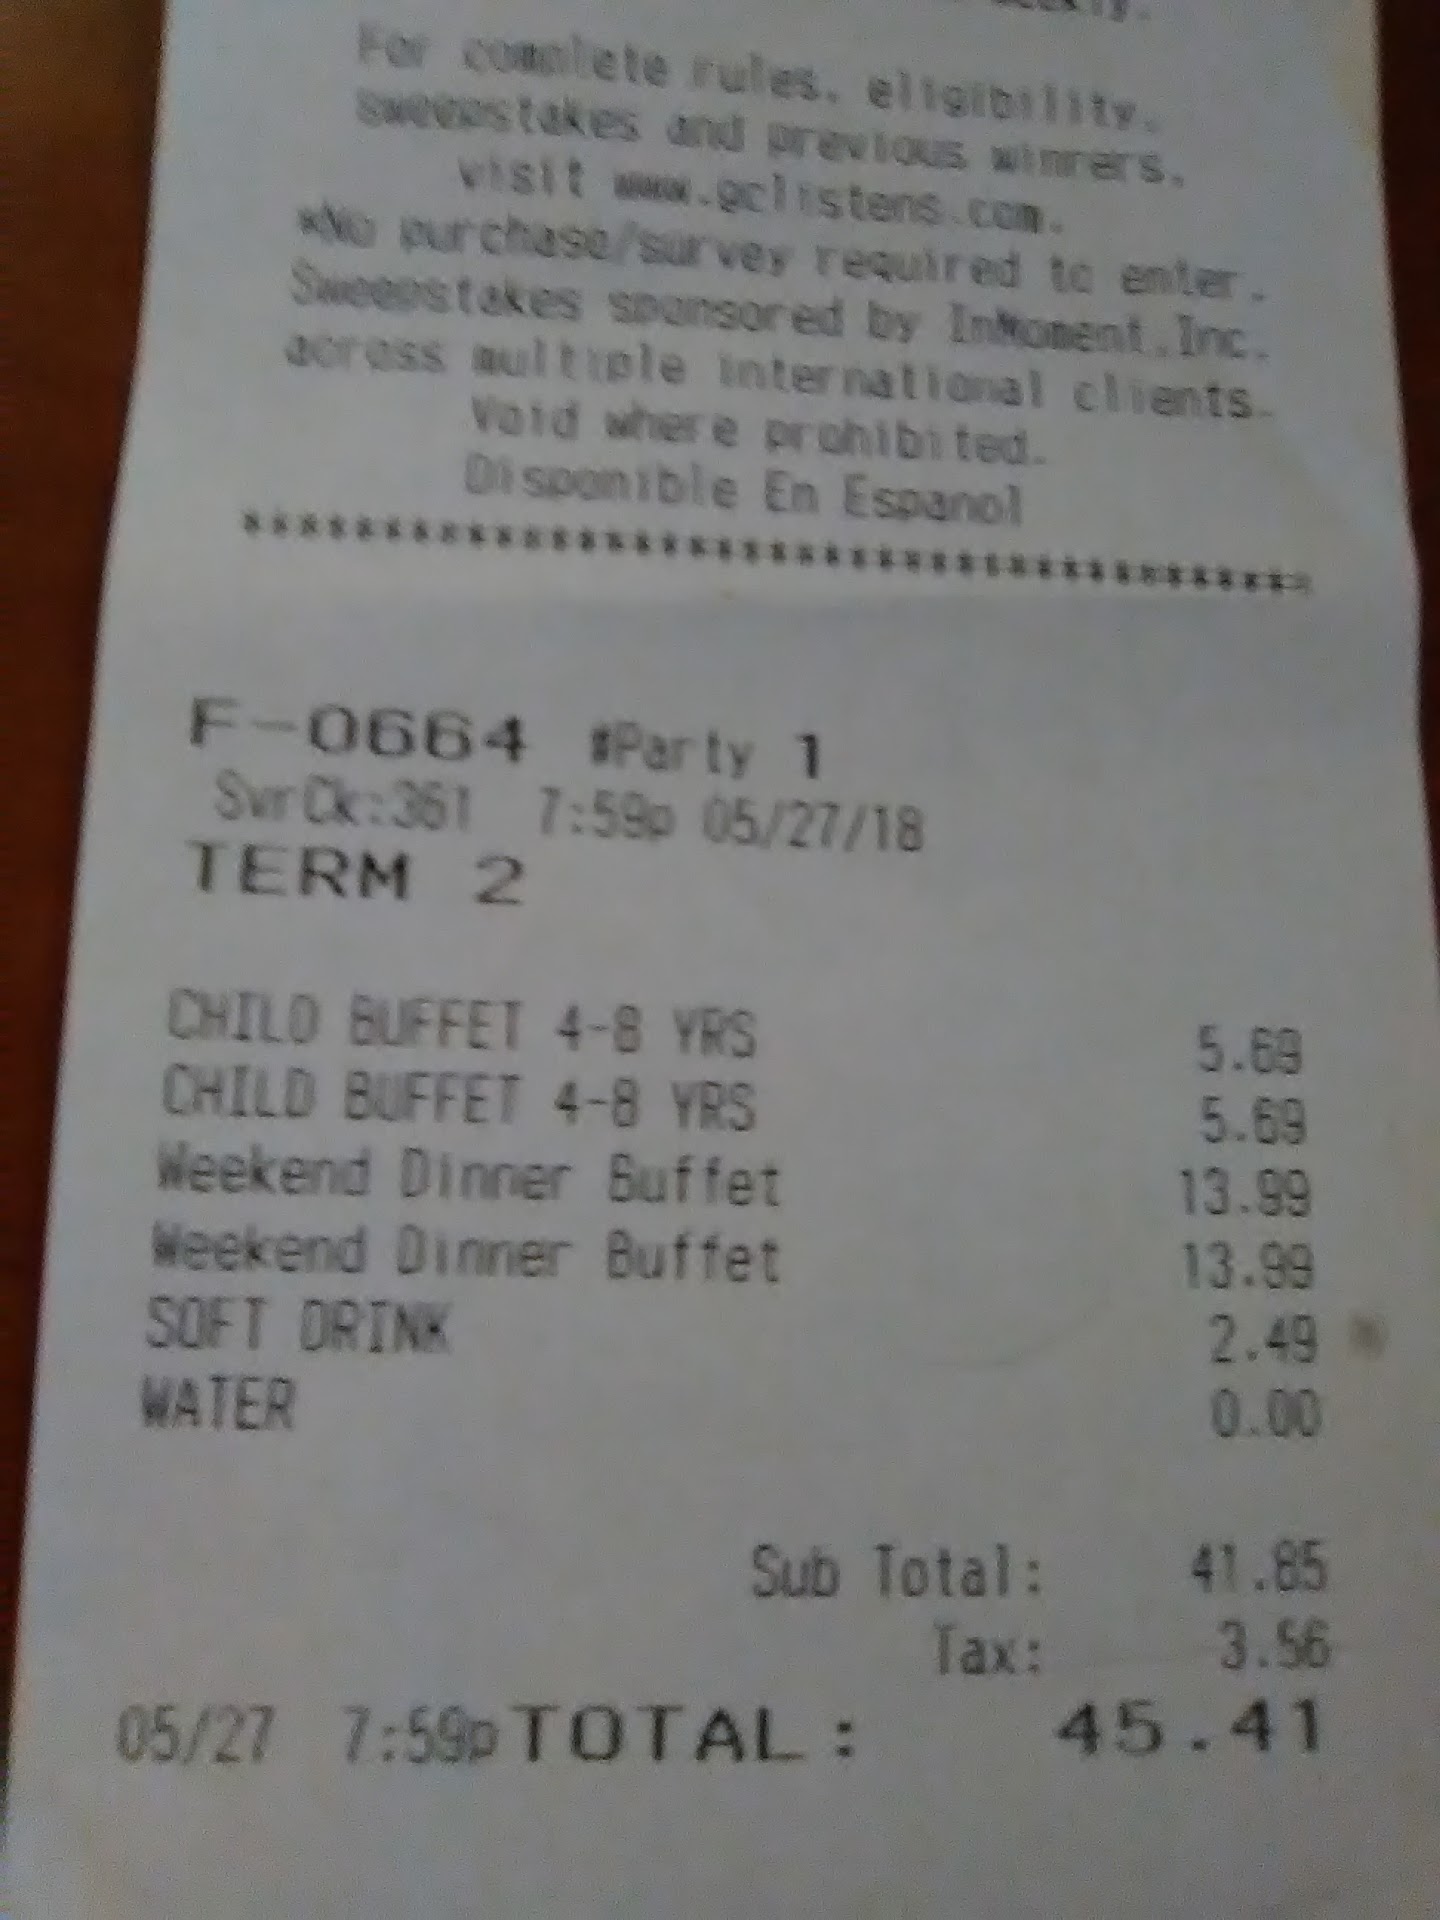 For complete rules, eligibility,
sweepstakes and previous winners,
visit www.gclistens.com.
*No purchase/survey required to enter.
Sweepstakes sponsored by InMoment,Inc.
across multiple international clients.
Void where prohibited.
Disponible En Espanol
***************************************
F-0664 #Party 1
SvrCk:361 7:59p 05/27/18
TERM 2
CHILD BUFFET 4-8 YRS 5.69
CHILD BUFFET 4-8 YRS 5.69
Weekend Dinner Buffet 13.99
Weekend Dinner Buffet 13.99
SOFT DRINK 2.49
WATER 0.00
Sub Total: 41.85
Tax: 3.56
05/27 7:59pTOTAL: 45.41